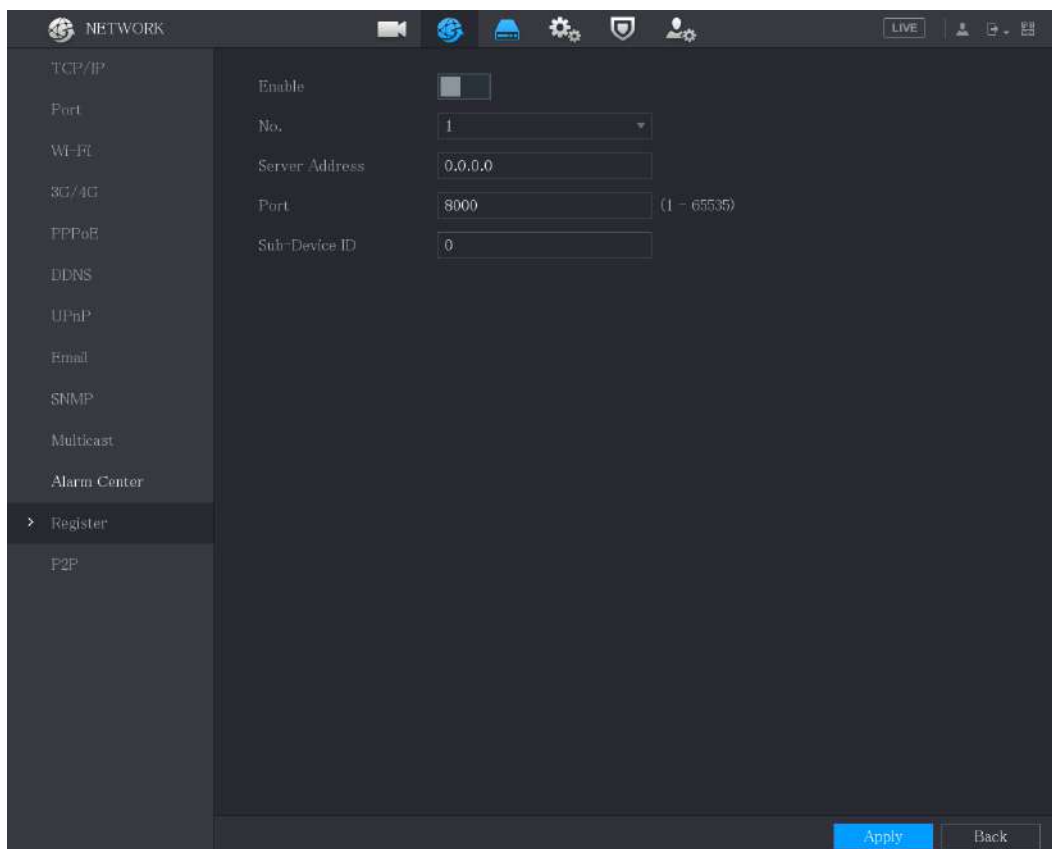 NETWORK
LIVE
TCP/IP
Port
Wi-Fi
3G/4G
PPPoE
DDNS
UPnP
Email
SNMP
Multicast
Alarm Center
Register
P2P
Enable
No. 1
Server Address 0.0.0.0
Port 8000 (1 - 65535)
Sub-Device ID 0
Apply Back